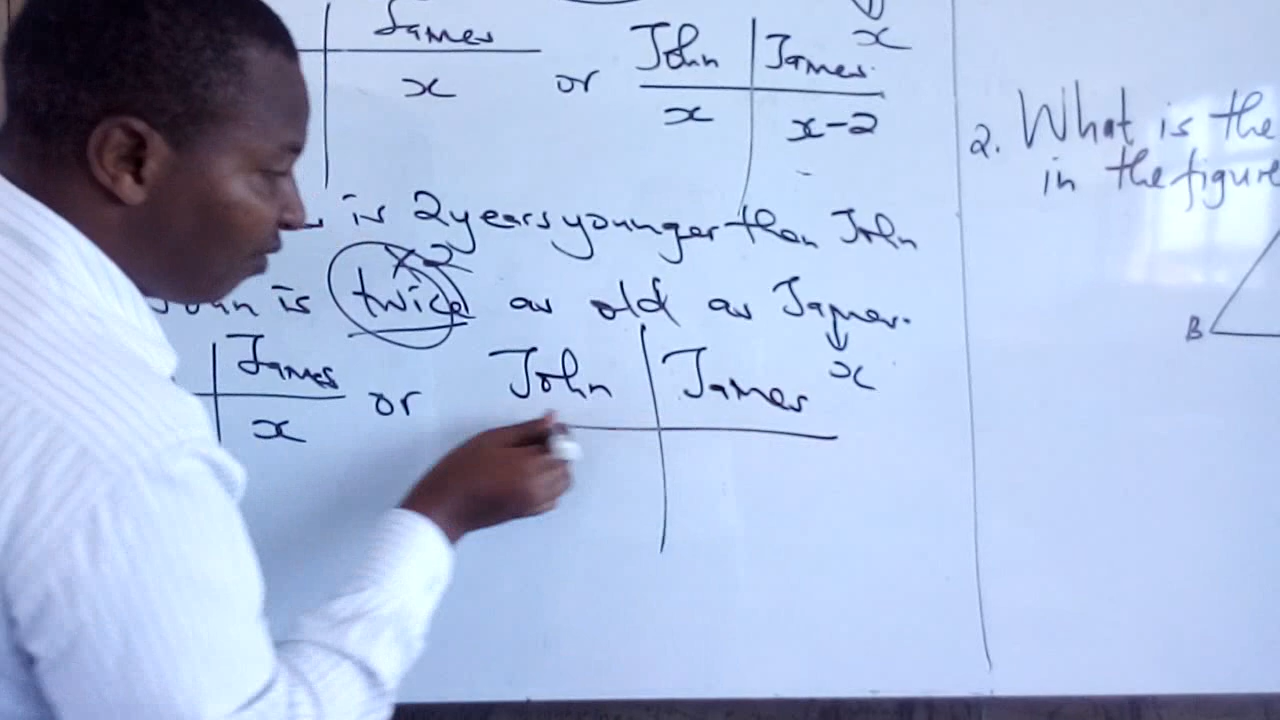 James
x
or
John James
x
x x-2
is 2 years younger than John
x2
John is twice as old as James.
x
James
x
or
John James
2. What is the
in the figure
B